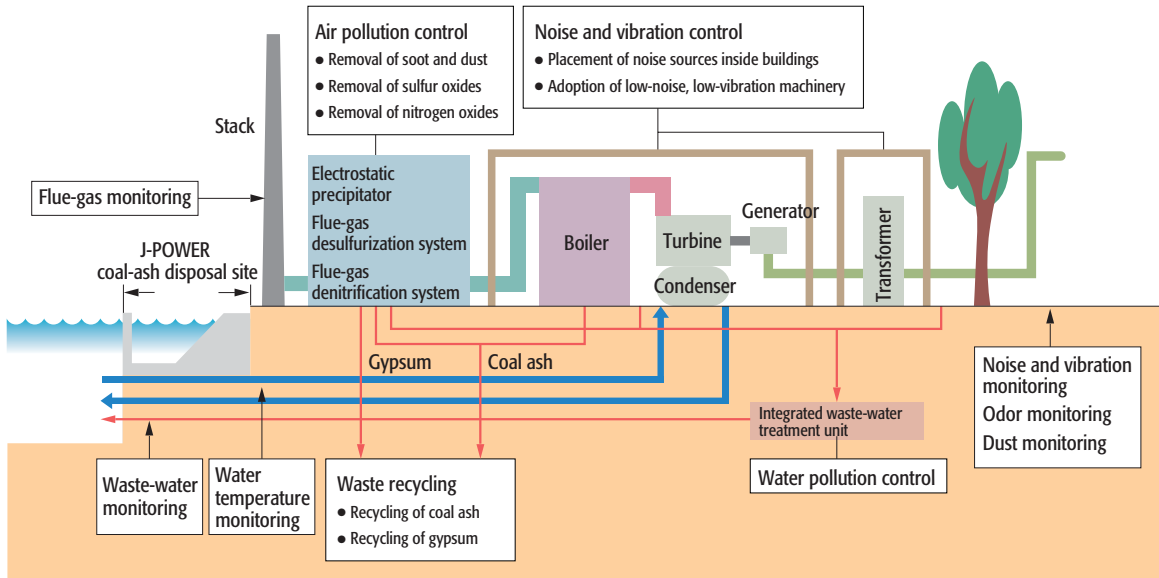 Air pollution control
● Removal of soot and dust
● Removal of sulfur oxides
● Removal of nitrogen oxides
Noise and vibration control
● Placement of noise sources inside buildings
● Adoption of low-noise, low-vibration machinery
Stack
Flue-gas monitoring
J-POWER
coal-ash disposal site
Electrostatic
precipitator
Flue-gas
desulfurization system
Flue-gas
denitrification system
Boiler
Turbine
Condenser
Generator
Transformer
Gypsum
Coal ash
Integrated waste-water
treatment unit
Water pollution control
Noise and vibration
monitoring
Odor monitoring
Dust monitoring
Waste-water
monitoring
Water
temperature
monitoring
Waste recycling
● Recycling of coal ash
● Recycling of gypsum